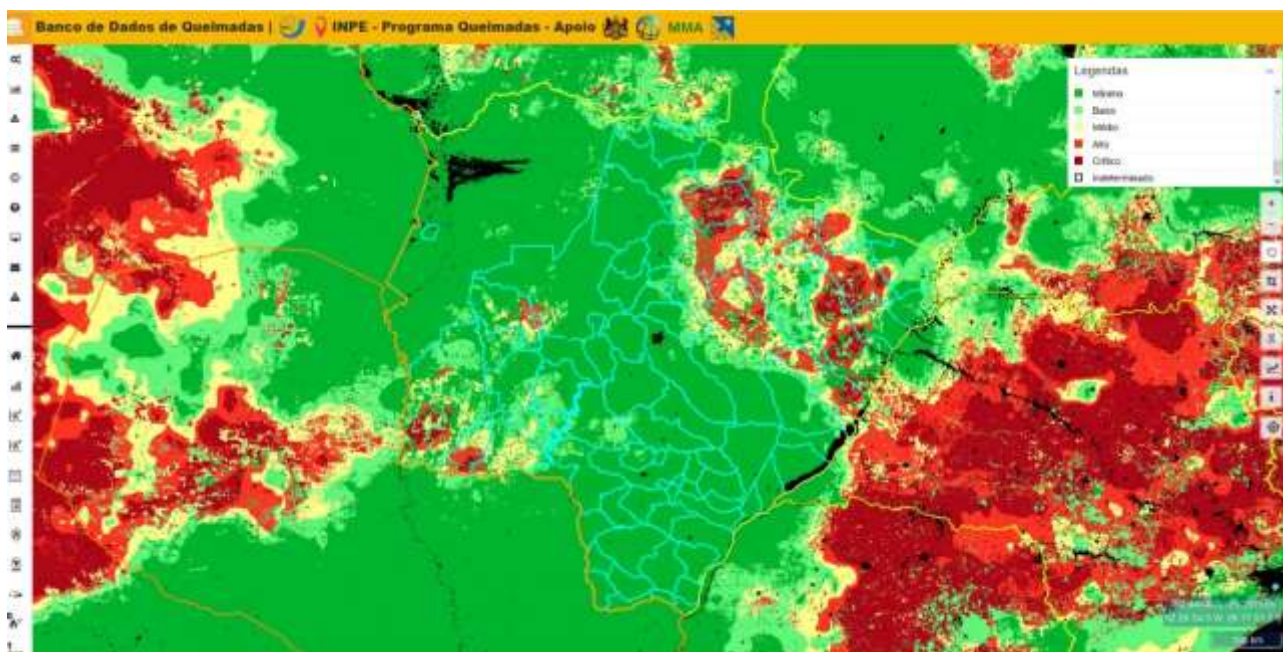 Banco de Dados de Queimadas | INPE - Programa Queimadas - Apoio MMA
Legendas
Mínimo
Baixo
Médio
Alto
Crítico
Indeterminado